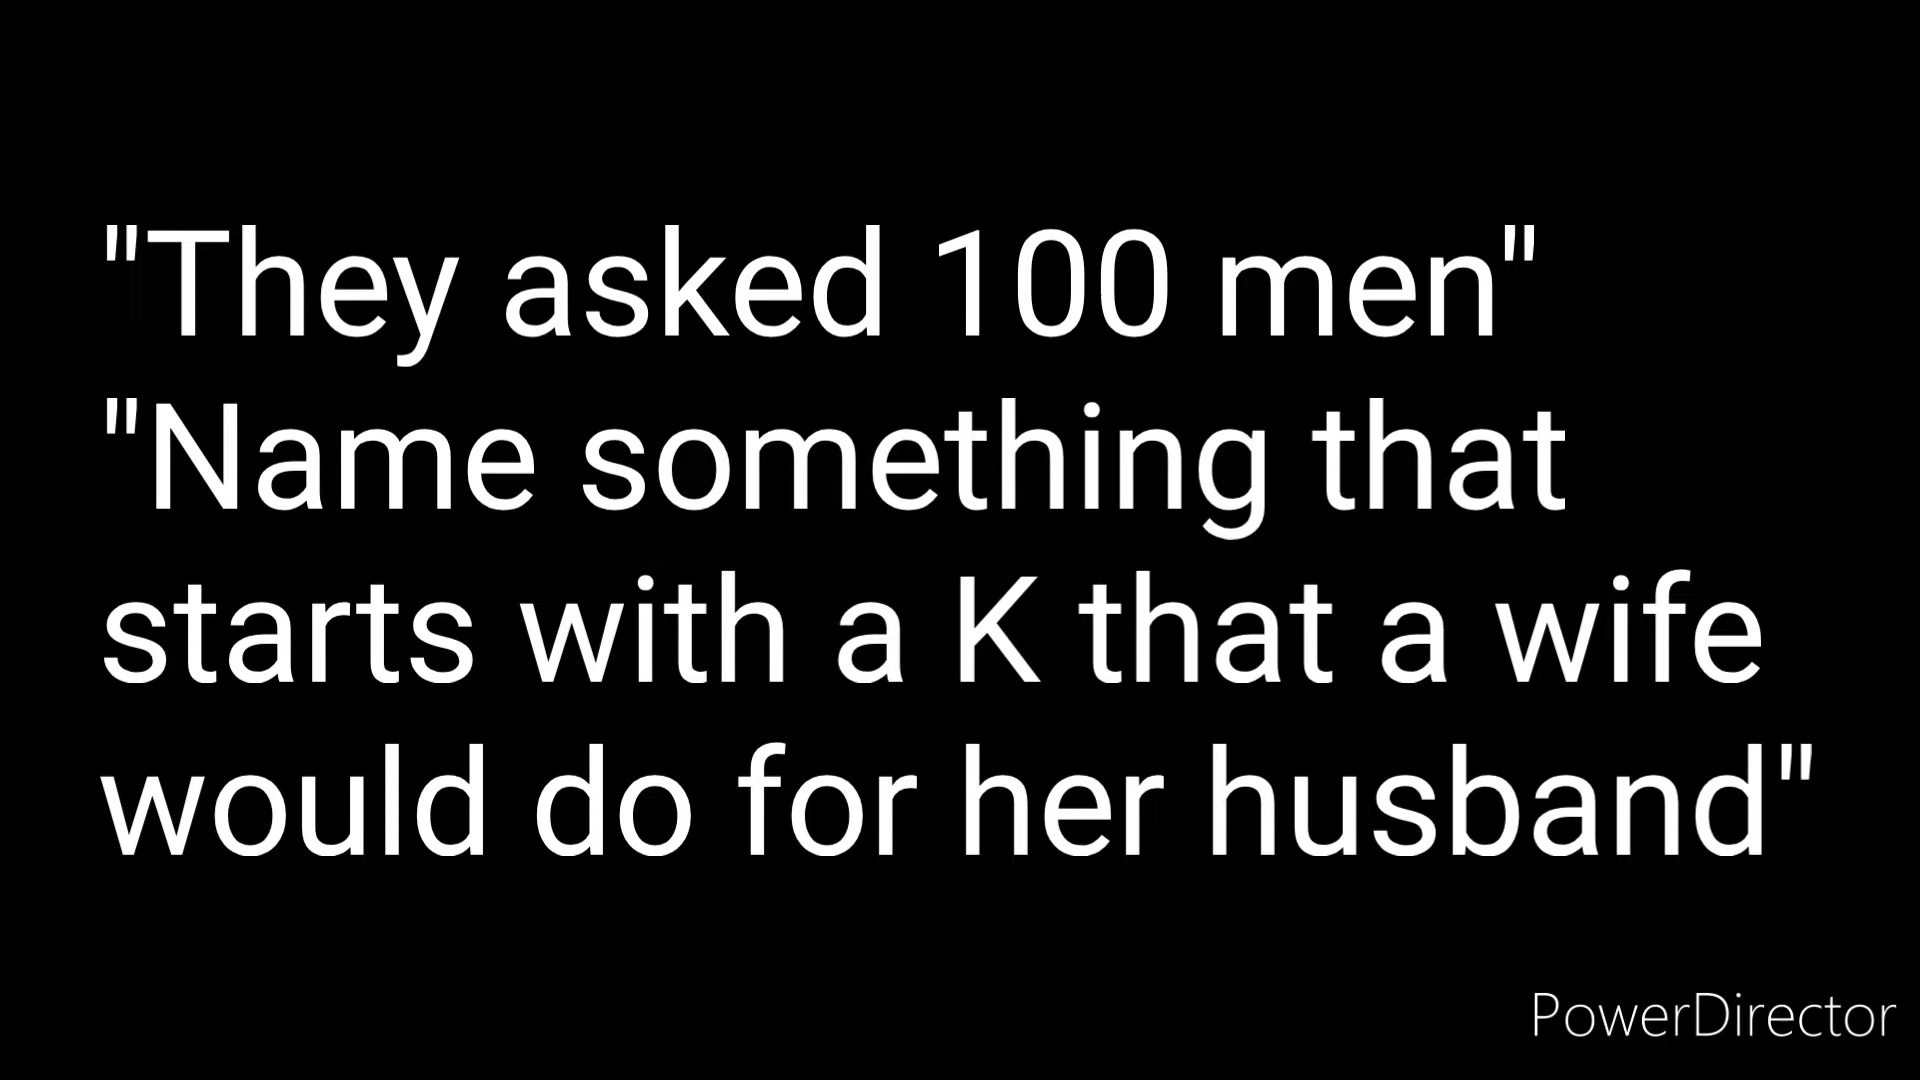 "They asked 100 men"
"Name something that
starts with a K that a wife
would do for her husband"
PowerDirector